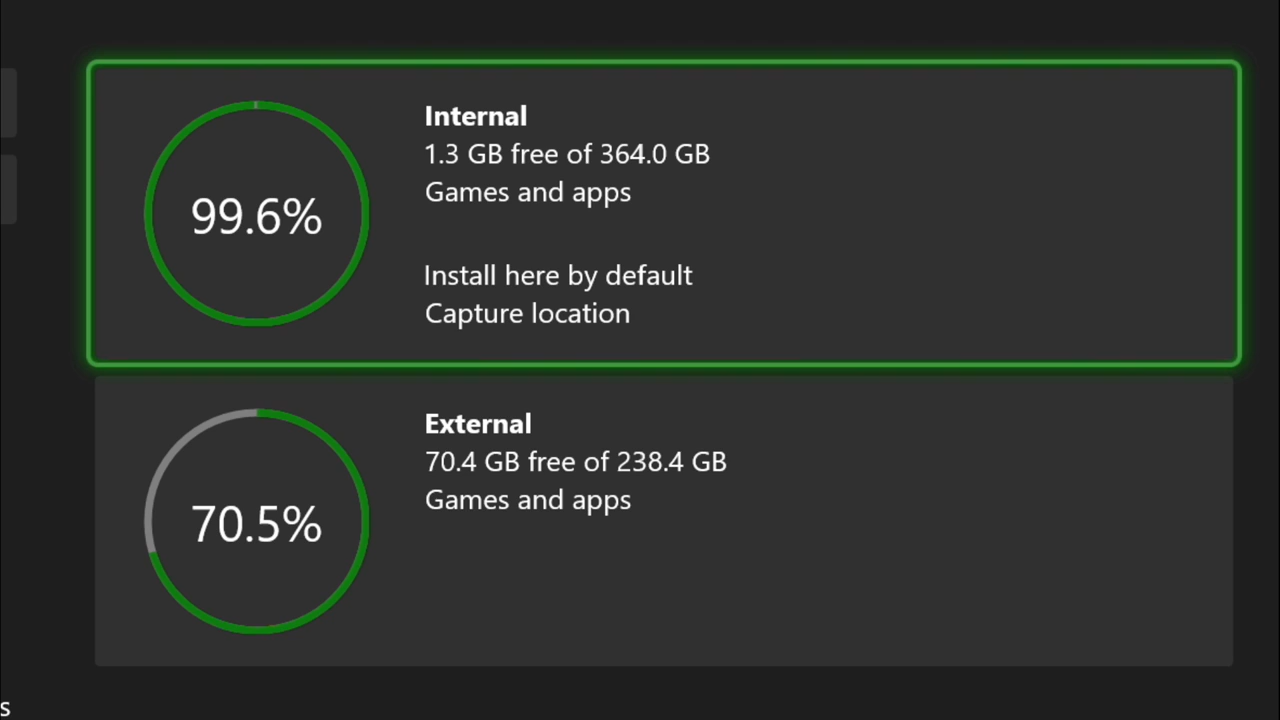 99.6%
Internal
1.3 GB free of 364.0 GB
Games and apps
Install here by default
Capture location
70.5%
External
70.4 GB free of 238.4 GB
Games and apps
s